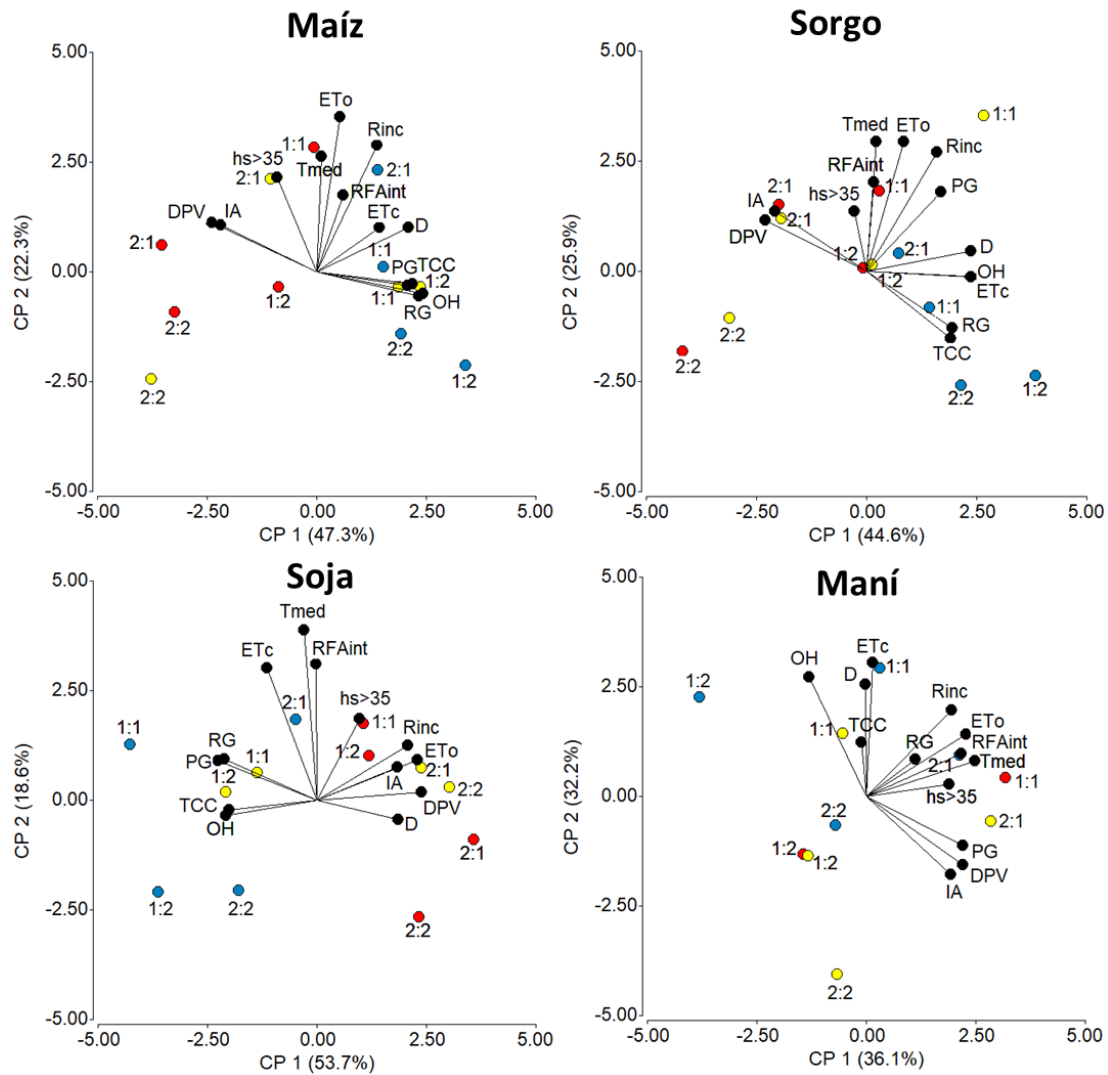 Maíz
5.00
2.50
0.00
-2.50
-5.00
CP 2 (22.3%)
ETo
Rinc
1:1
Tmed
hs>35
2:1
2:1
RFAint
DPV
IA
ETc
D
2:1
1:1
PG
TCC
1:2
1:2
1:1
OH
RG
2:2
2:2
1:2
2:2
-5.00 -2.50 0.00 2.50 5.00
CP 1 (47.3%)
Sorgo
5.00
2.50
0.00
-2.50
-5.00
CP 2 (25.9%)
1:1
Tmed
ETo
Rinc
RFAint
PG
2:1
hs>35
1:1
IA
2:1
DPV
2:1
D
1:2
1:2
OH
ETc
1:1
RG
TCC
2:2
2:2
2:2
1:2
-5.00 -2.50 0.00 2.50 5.00
CP 1 (44.6%)
Soja
5.00
2.50
0.00
-2.50
-5.00
CP 2 (18.6%)
Tmed
ETc
RFAint
2:1
hs>35
1:1
1:1
Rinc
RG
1:1
1:2
ETo
PG
1:2
IA
2:1
2:2
TCC
DPV
OH
D
2:1
1:2
2:2
2:2
-5.00 -2.50 0.00 2.50 5.00
CP 1 (53.7%)
Maní
5.00
2.50
0.00
-2.50
-5.00
CP 2 (32.2%)
OH
ETc
1:1
D
1:2
Rinc
1:1
TCC
ETo
RG
RFAint
2:1
Tmed
1:1
hs>35
2:1
2:2
PG
1:2
1:2
DPV
IA
2:2
-5.00 -2.50 0.00 2.50 5.00
CP 1 (36.1%)